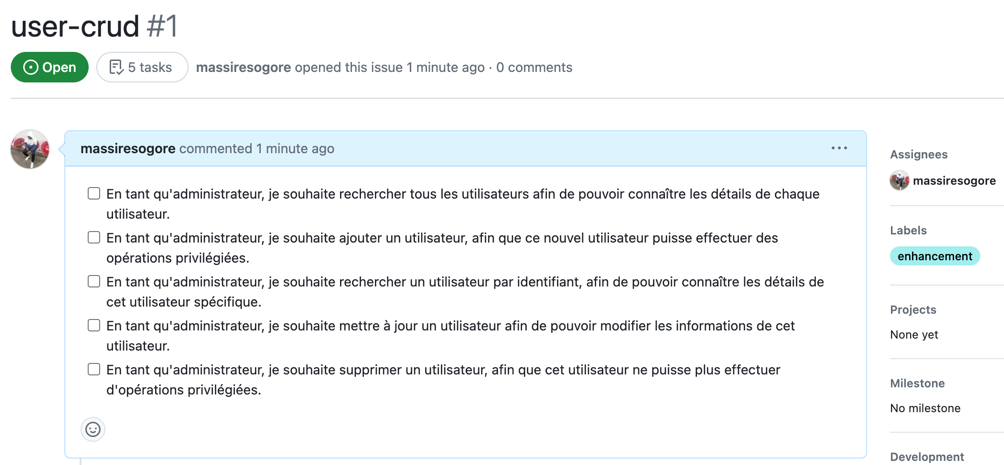 user-crud #1
Open
5 tasks
massiresogore opened this issue 1 minute ago · 0 comments
massiresogore commented 1 minute ago
En tant qu'administrateur, je souhaite rechercher tous les utilisateurs afin de pouvoir connaître les détails de chaque
utilisateur.
En tant qu'administrateur, je souhaite ajouter un utilisateur, afin que ce nouvel utilisateur puisse effectuer des
opérations privilégiées.
En tant qu'administrateur, je souhaite rechercher un utilisateur par identifiant, afin de pouvoir connaître les détails de
cet utilisateur spécifique.
En tant qu'administrateur, je souhaite mettre à jour un utilisateur afin de pouvoir modifier les informations de cet
utilisateur.
En tant qu'administrateur, je souhaite supprimer un utilisateur, afin que cet utilisateur ne puisse plus effectuer
d'opérations privilégiées.
Assignees
massiresogore
Labels
enhancement
Projects
None yet
Milestone
No milestone
Development